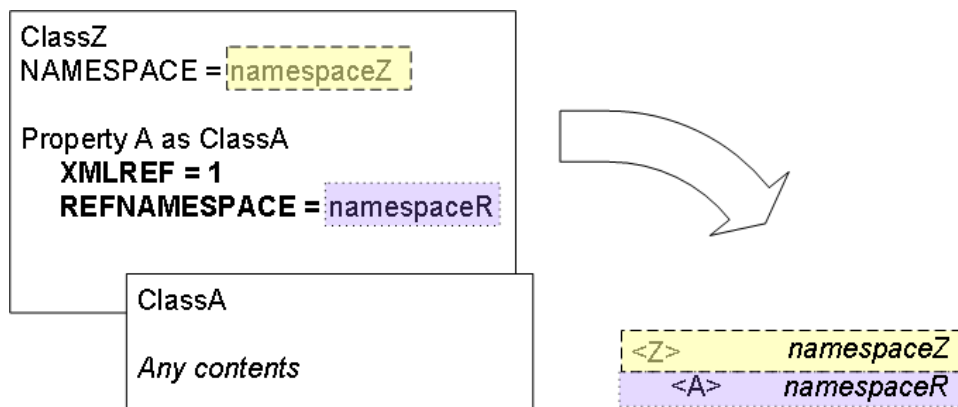 ClassZ
NAMESPACE = namespaceZ
Property A as ClassA
XMLREF = 1
REFNAMESPACE = namespaceR
ClassA
Any contents
<Z> namespaceZ
<A> namespaceR